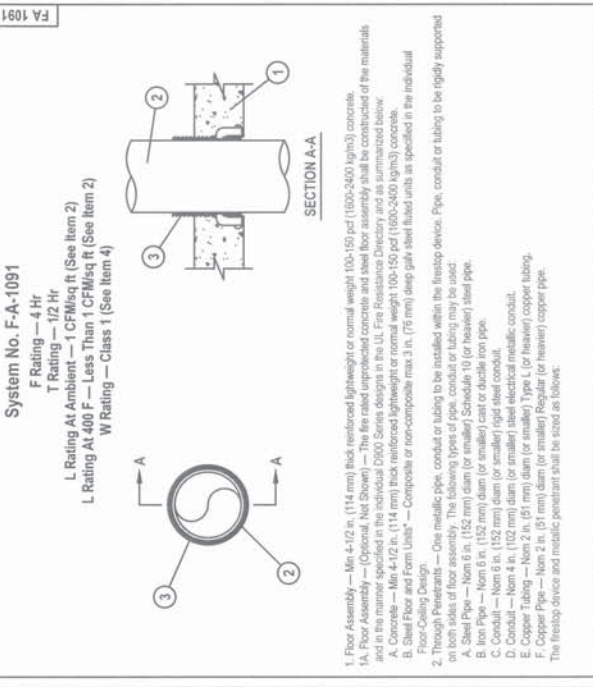 FA 1091
System No. F-A-1091
F Rating — 4 Hr
T Rating — 1/2 Hr
L Rating At Ambient — 1 CFM/sq ft (See Item 2)
L Rating At 400 F — Less Than 1 CFM/sq ft (See Item 2)
W Rating — Class 1 (See Item 4)
A
A
3
2
3
2
1
SECTION A-A
1. Floor Assembly — Min 4-1/2 in. (114 mm) thick reinforced lightweight or normal weight 100-150 pcf (1600-2400 kg/m3) concrete.
1A. Floor Assembly — (Optional, Not Shown) — The fire rated unprotected concrete and steel floor assembly shall be constructed of the materials
and in the manner specified in the individual D900 Series designs in the UL Fire Resistance Directory and as summarized below:
A. Concrete — Min 4-1/2 in. (114 mm) thick reinforced lightweight or normal weight 100-150 pcf (1600-2400 kg/m3) concrete.
B. Steel Floor and Form Units* — Composite or non-composite max 3 in. (76 mm) deep galv steel fluted units as specified in the individual
Floor-Ceiling Design.
2. Through Penetrants — One metallic pipe, conduit or tubing to be installed within the firestop device. Pipe, conduit or tubing to be rigidly supported
on both sides of floor assembly. The following types of pipe, conduit or tubing may be used:
A. Steel Pipe — Nom 6 in. (152 mm) diam (or smaller) Schedule 10 (or heavier) steel pipe.
B. Iron Pipe — Nom 6 in. (152 mm) diam (or smaller) cast or ductile iron pipe.
C. Conduit — Nom 6 in. (152 mm) diam (or smaller) rigid steel conduit.
D. Conduit — Nom 4 in. (102 mm) diam (or smaller) steel electrical metallic conduit.
E. Copper Tubing — Nom 2 in. (51 mm) diam (or smaller) Type L (or heavier) copper tubing.
F. Copper Pipe — Nom 2 in. (51 mm) diam (or smaller) Regular (or heavier) copper pipe.
The firestop device and metallic penetrant shall be sized as follows: